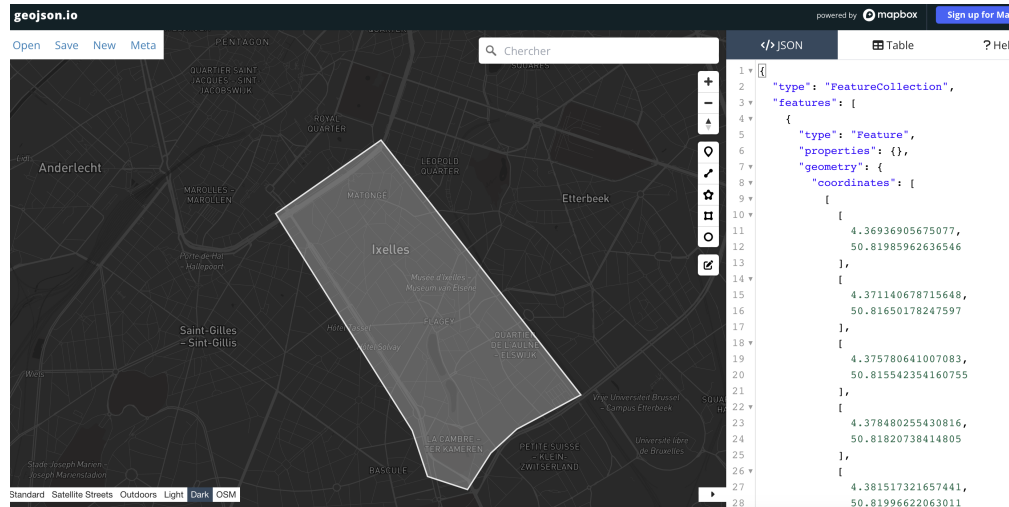 geojson.io
powered by mapbox
Sign up for Ma
Open Save New Meta
Chercher
PENTAGON
SQUARES
QUARTIER SAINT-
JACQUES - SINT-
JACOBSWIJK
ROYAL
QUARTER
LEOPOLD
QUARTER
Anderlecht
MAROLLES -
MAROLLEN
MATONGE
Etterbeek
Ixelles
Porte de Hal
- Hallepoort
Musée d'Ixelles -
Museum van Elsene
Saint-Gilles
– Sint-Gillis
Hôtel Tassel
FLAGEY
Hôtel Solvay
QUARTIER
DE L'AULNE
- ELSWIJK
Wiels
Vrije Universiteit Brussel
- Campus Etterbeek
LA CAMBRE -
TER KAMEREN
PETITE SUISSE
- KLEIN-
ZWITSERLAND
Université libre
de Bruxelles
BASCULE
Stade Joseph Marien -
Joseph Marienstadion
Standard Satellite Streets Outdoors Light Dark OSM
</> JSON Table ? Hel
1 {
2 "type": "FeatureCollection",
3 "features": [
4 {
5 "type": "Feature",
6 "properties": {},
7 "geometry": {
8 "coordinates": [
9 [
10 [
11 4.36936905675077,
12 50.81985962636546
13 ],
14 [
15 4.371140678715648,
16 50.81650178247597
17 ],
18 [
19 4.375780641007083,
20 50.815542354160755
21 ],
22 [
23 4.378480255430816,
24 50.81820738414805
25 ],
26 [
27 4.381517321657441,
28 50.81996622063011